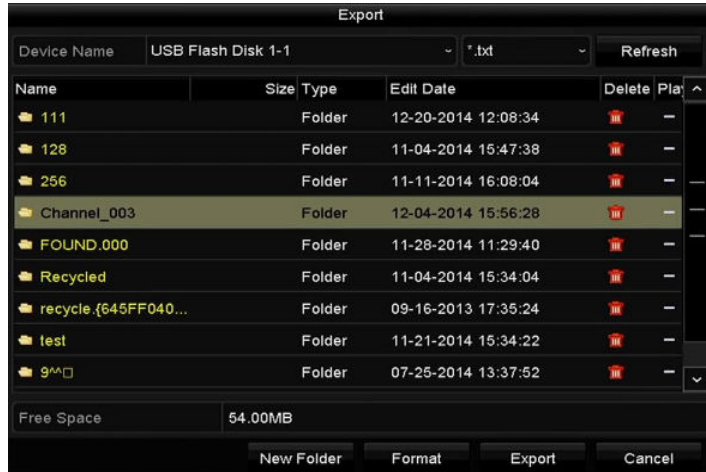 Export
Device Name USB Flash Disk 1-1 *.txt Refresh
Name Size Type Edit Date Delete Play
111 Folder 12-20-2014 12:08:34 –
128 Folder 11-04-2014 15:47:38 –
256 Folder 11-11-2014 16:08:04 –
Channel_003 Folder 12-04-2014 15:56:28 –
FOUND.000 Folder 11-28-2014 11:29:40 –
Recycled Folder 11-04-2014 15:34:04 –
recycle.{645FF040... Folder 09-16-2013 17:35:24 –
test Folder 11-21-2014 15:34:22 –
9^^□ Folder 07-25-2014 13:37:52 –
Free Space 54.00MB
New Folder Format Export Cancel